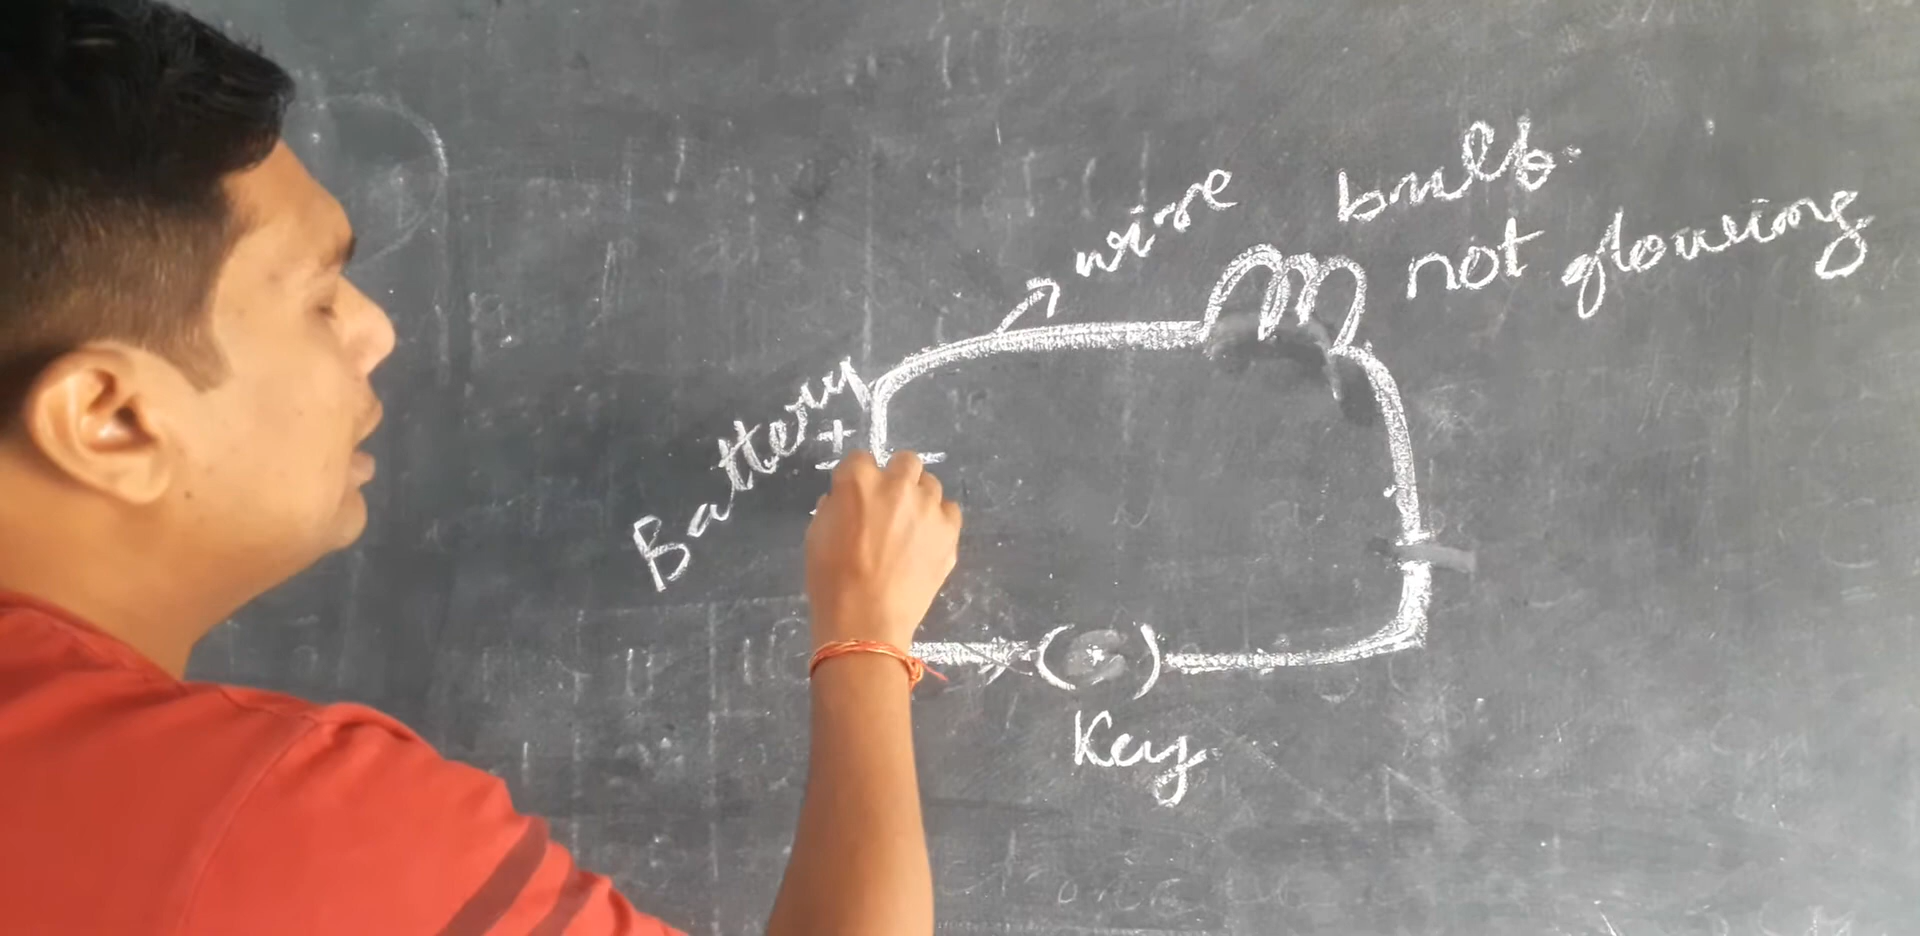 wire
bulb
not glowing
Battery
+
Key